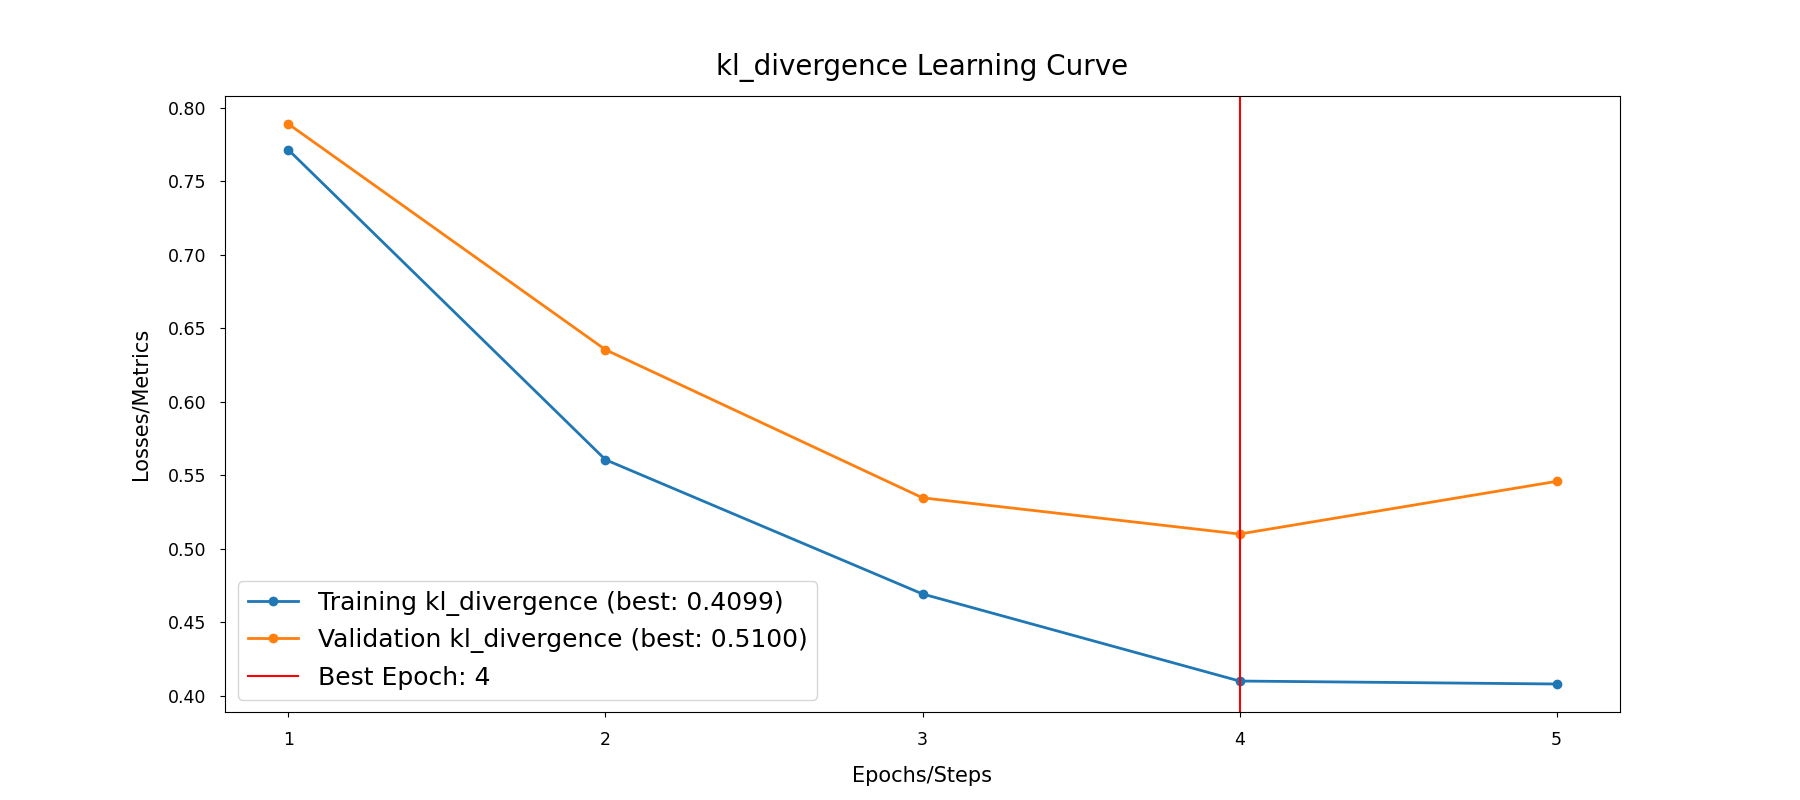 kl_divergence Learning Curve
0.80
0.75
0.70
0.65
0.60
0.55
0.50
0.45
0.40
Losses/Metrics
Training kl_divergence (best: 0.4099)
Validation kl_divergence (best: 0.5100)
Best Epoch: 4
1 2 3 4 5
Epochs/Steps